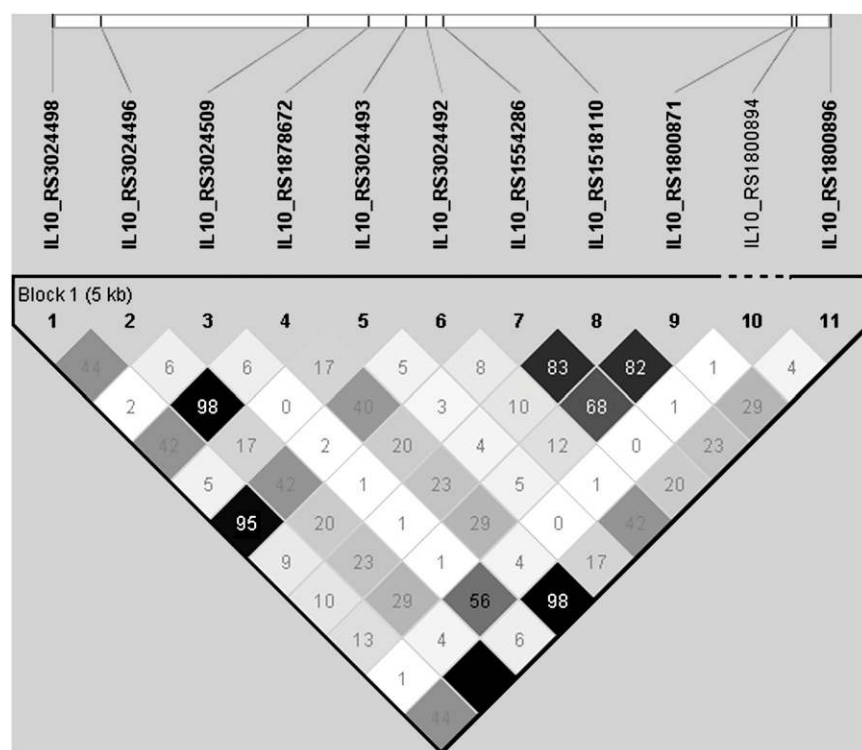 IL10_RS3024498
IL10_RS3024496
IL10_RS3024509
IL10_RS1878672
IL10_RS3024493
IL10_RS3024492
IL10_RS1554286
IL10_RS1518110
IL10_RS1800871
IL10_RS1800894
IL10_RS1800896
Block 1 (5 kb)
1 2 3 4 5 6 7 8 9 10 11
44 6 6 17 5 8 83 82 1 4
2 98 0 40 3 10 68 1 29
42 17 2 20 4 12 0 23
5 42 1 23 5 1 20
95 20 1 29 0 42
9 23 1 4 17
10 29 56 98
13 4 6
1
44